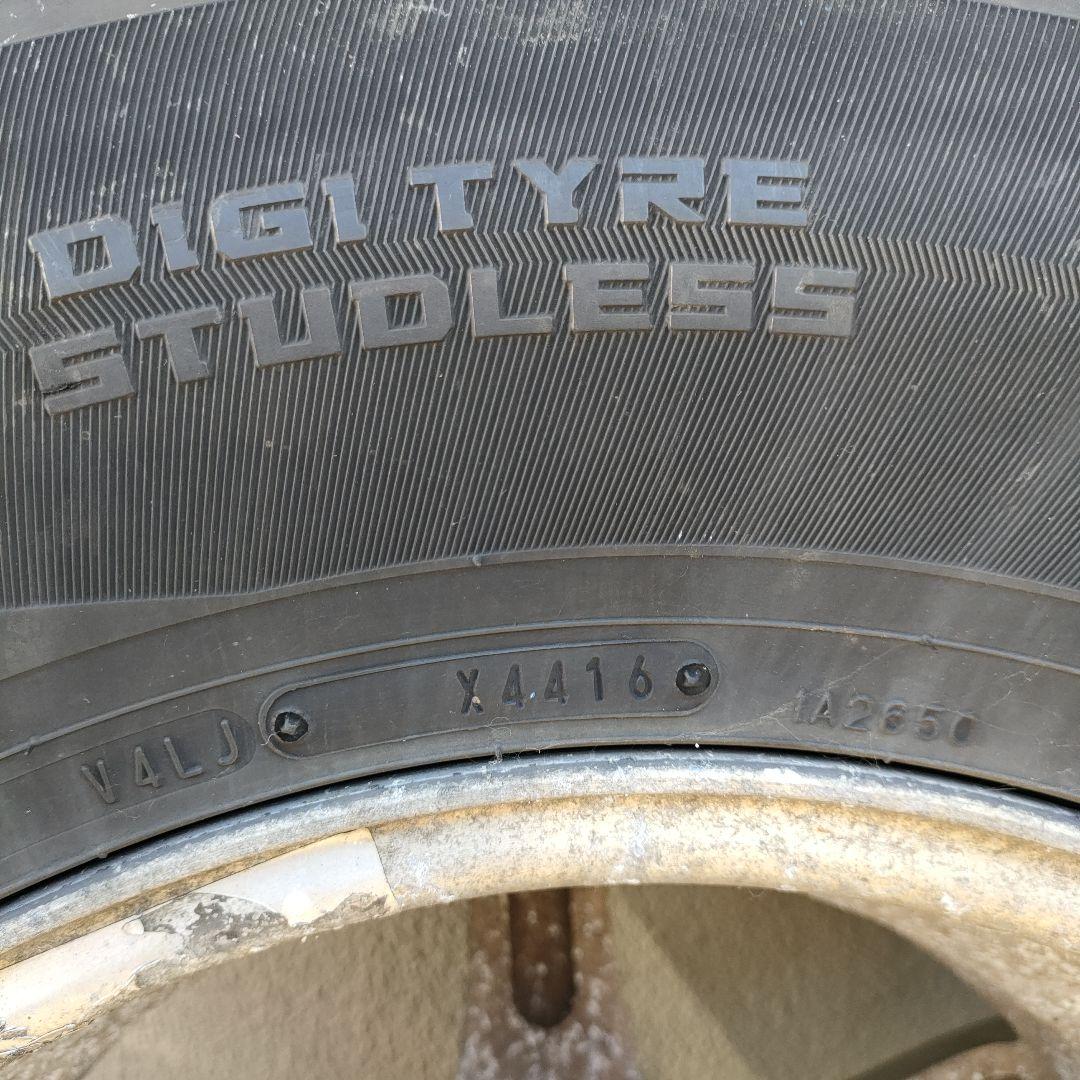 DIGI TYRE
STUDLESS
V4LJ X4416 1A2650